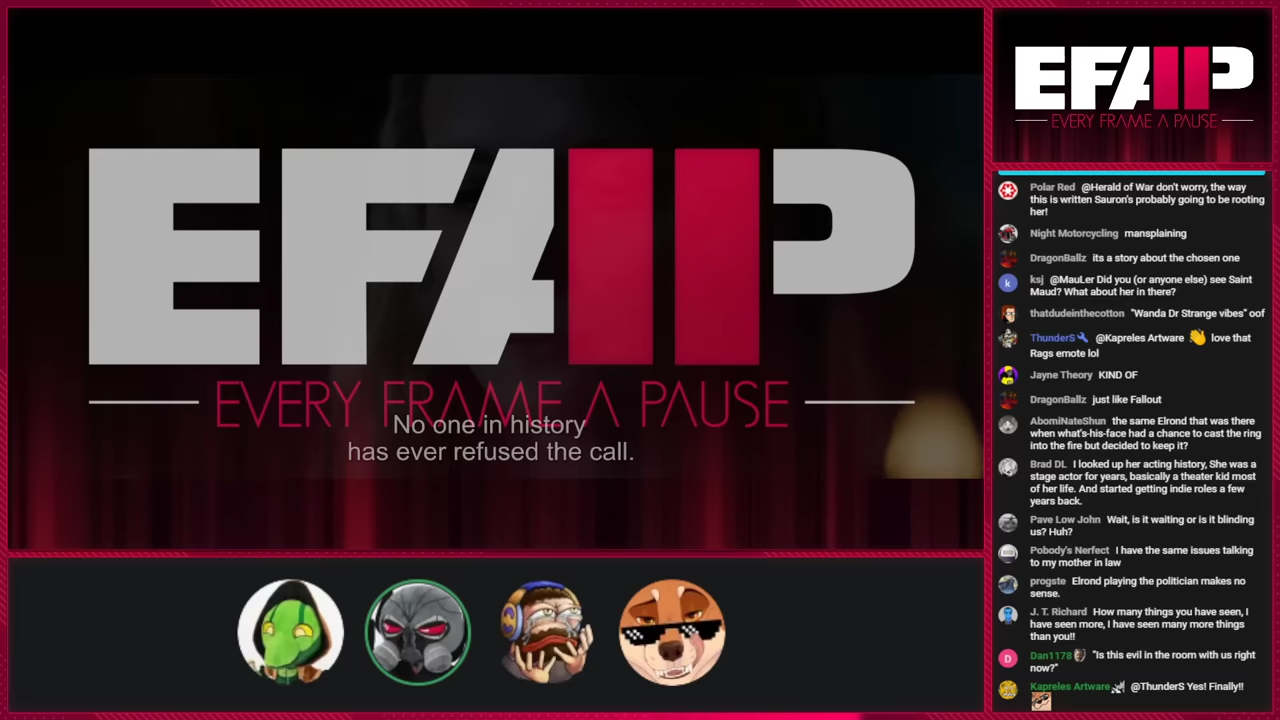 EFAP
EVERY FRAME A PAUSE
No one in history
has ever refused the call.
EFAP
EVERY FRAME A PAUSE
Polar Red @Herald of War don't worry, the way
this is written Sauron's probably going to be rooting
her!
Night Motorcycling mansplaining
DragonBallz its a story about the chosen one
k
ksj @MauLer Did you (or anyone else) see Saint
Maud? What about her in there?
thatdudeinthecotton "Wanda Dr Strange vibes" oof
ThunderS @Kapreles Artware 👋 love that
Rags emote lol
Jayne Theory KIND OF
DragonBallz just like Fallout
AbomiNateShun the same Elrond that was there
when what's-his-face had a chance to cast the ring
into the fire but decided to keep it?
Brad DL I looked up her acting history, She was a
stage actor for years, basically a theater kid most
of her life. And started getting indie roles a few
years back.
Pave Low John Wait, is it waiting or is it blinding
us? Huh?
Pobody's Nerfect I have the same issues talking
to my mother in law
progste Elrond playing the politician makes no
sense.
J. T. Richard How many things you have seen, I
have seen more, I have seen many more things
than you!!
D
Dan1178 "Is this evil in the room with us right
now?"
Kapreles Artware @ThunderS Yes! Finally!!